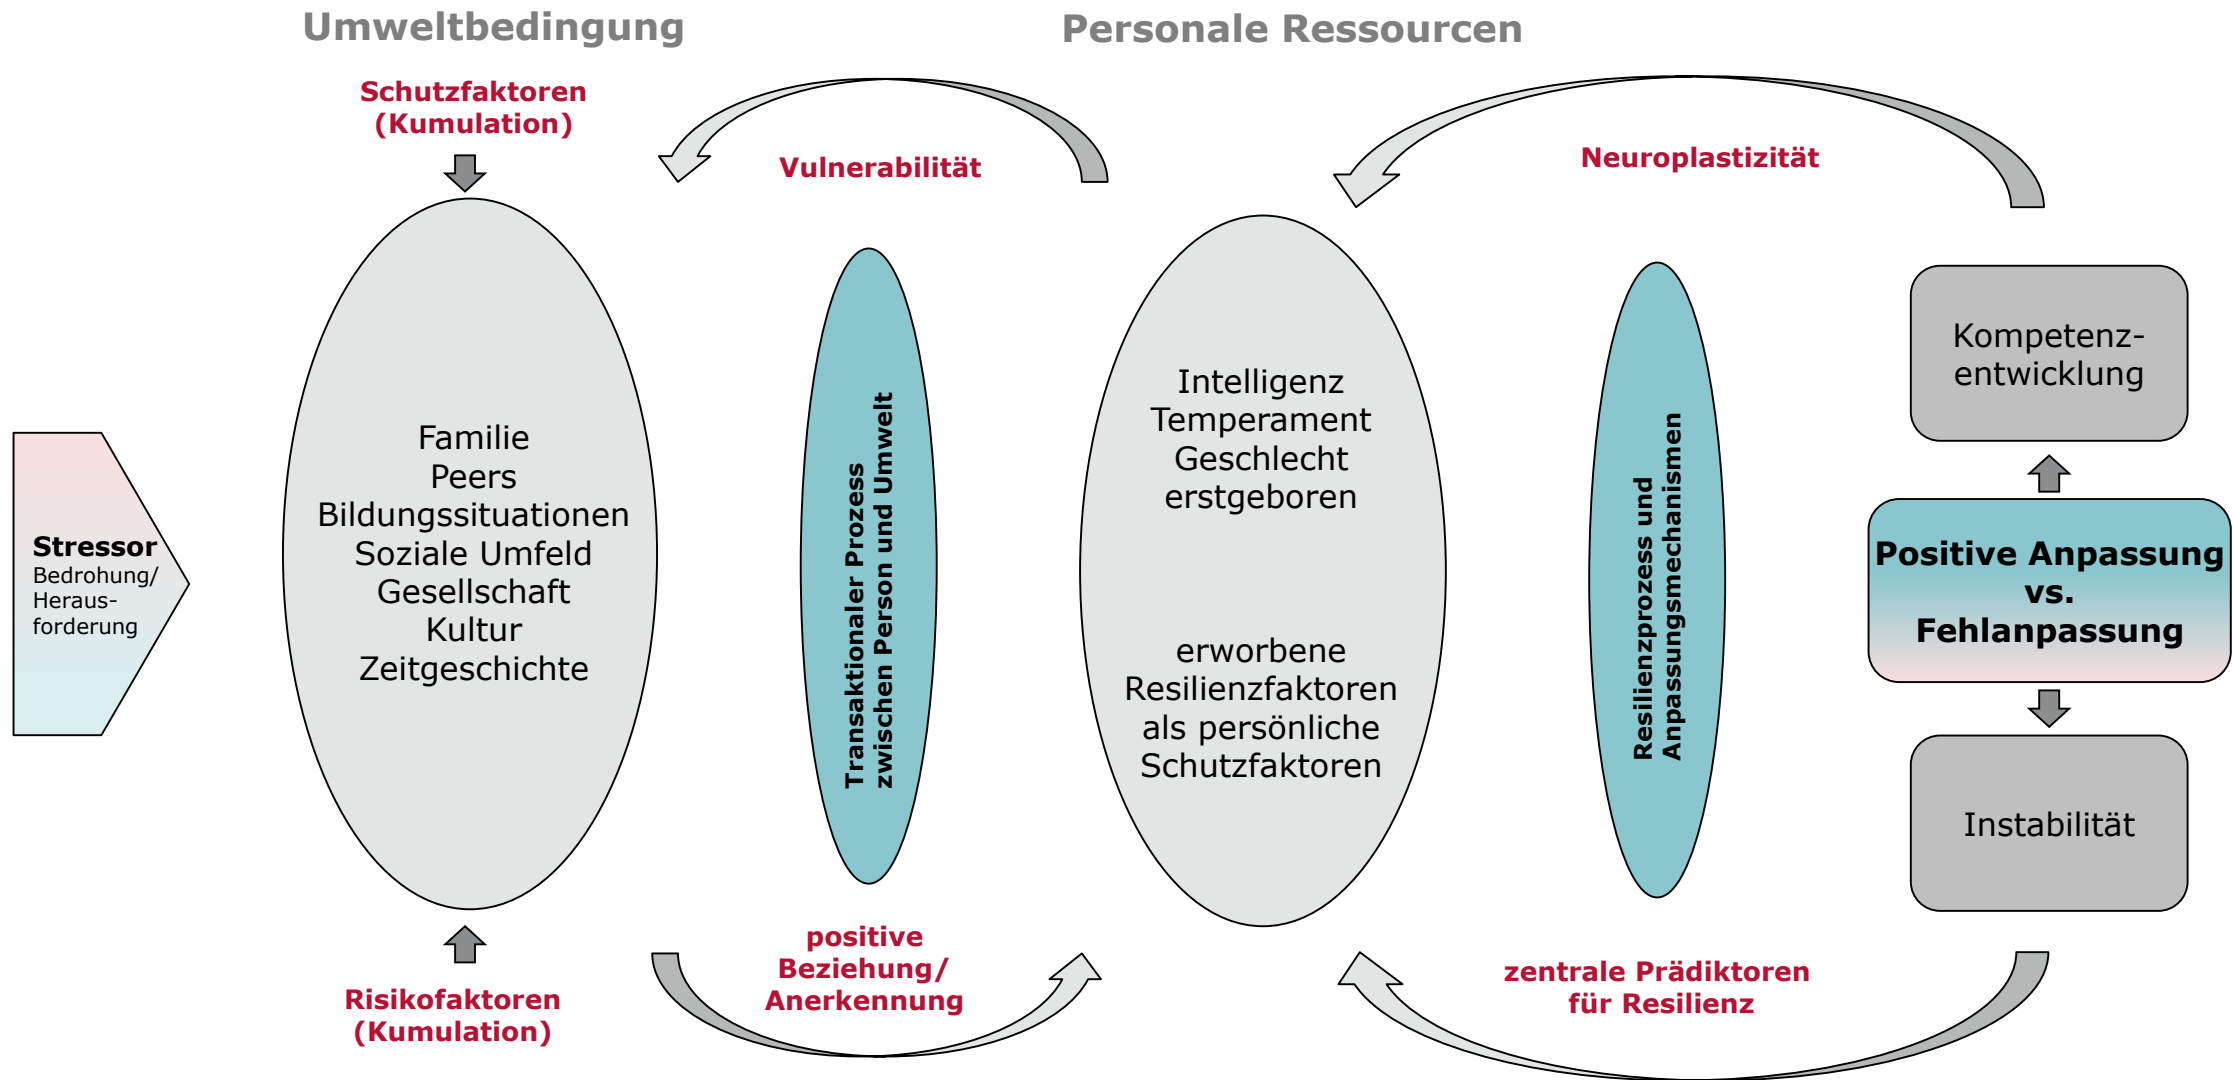 Umweltbedingung
Personale Ressourcen
Schutzfaktoren
(Kumulation)
Vulnerabilität
Neuroplastizität
Stressor
Bedrohung/
Heraus-
forderung
Familie
Peers
Bildungssituationen
Soziale Umfeld
Gesellschaft
Kultur
Zeitgeschichte
Transaktionaler Prozess
zwischen Person und Umwelt
Intelligenz
Temperament
Geschlecht
erstgeboren
erworbene
Resilienzfaktoren
als persönliche
Schutzfaktoren
Resilienzprozess und
Anpassungsmechanismen
Kompetenz-
entwicklung
Positive Anpassung
vs.
Fehlanpassung
Instabilität
Risikofaktoren
(Kumulation)
positive
Beziehung/
Anerkennung
zentrale Prädiktoren
für Resilienz